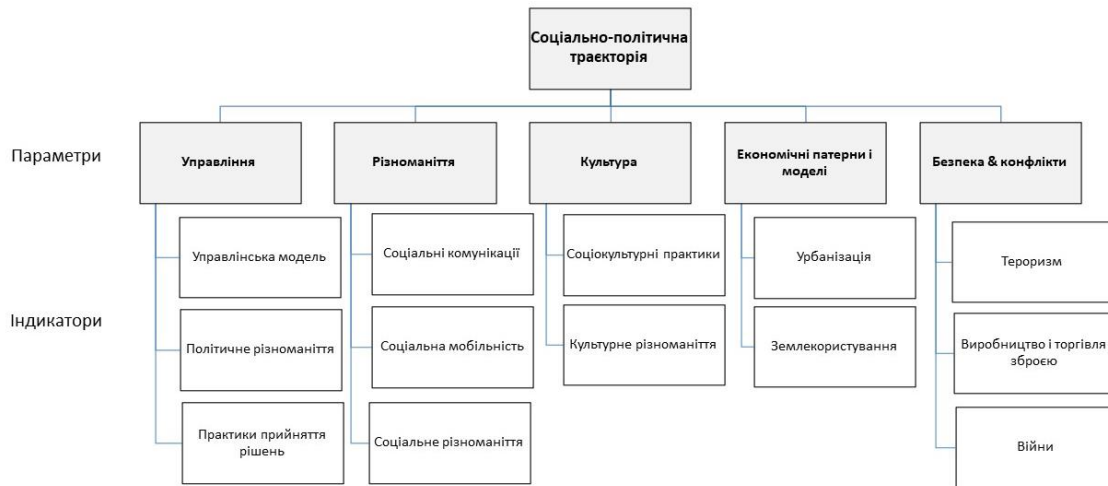 Соціально-політична
траєкторія
Параметри
Управління
Різноманіття
Культура
Економічні патерни і
моделі
Безпека & конфлікти
Індикатори
Управлінська модель
Соціальні комунікації
Соціокультурні практики
Урбанізація
Тероризм
Політичне різноманіття
Соціальна мобільність
Культурне різноманіття
Землекористування
Виробництво і торгівля
зброєю
Практики прийняття
рішень
Соціальне різноманіття
Війни